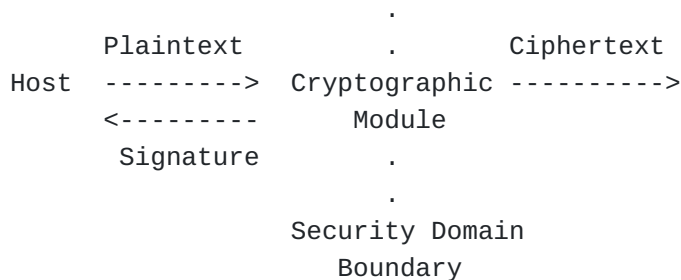 .
Plaintext . Ciphertext
Host ---------> Cryptographic ---------->
<--------- Module
Signature .
.
Security Domain
Boundary